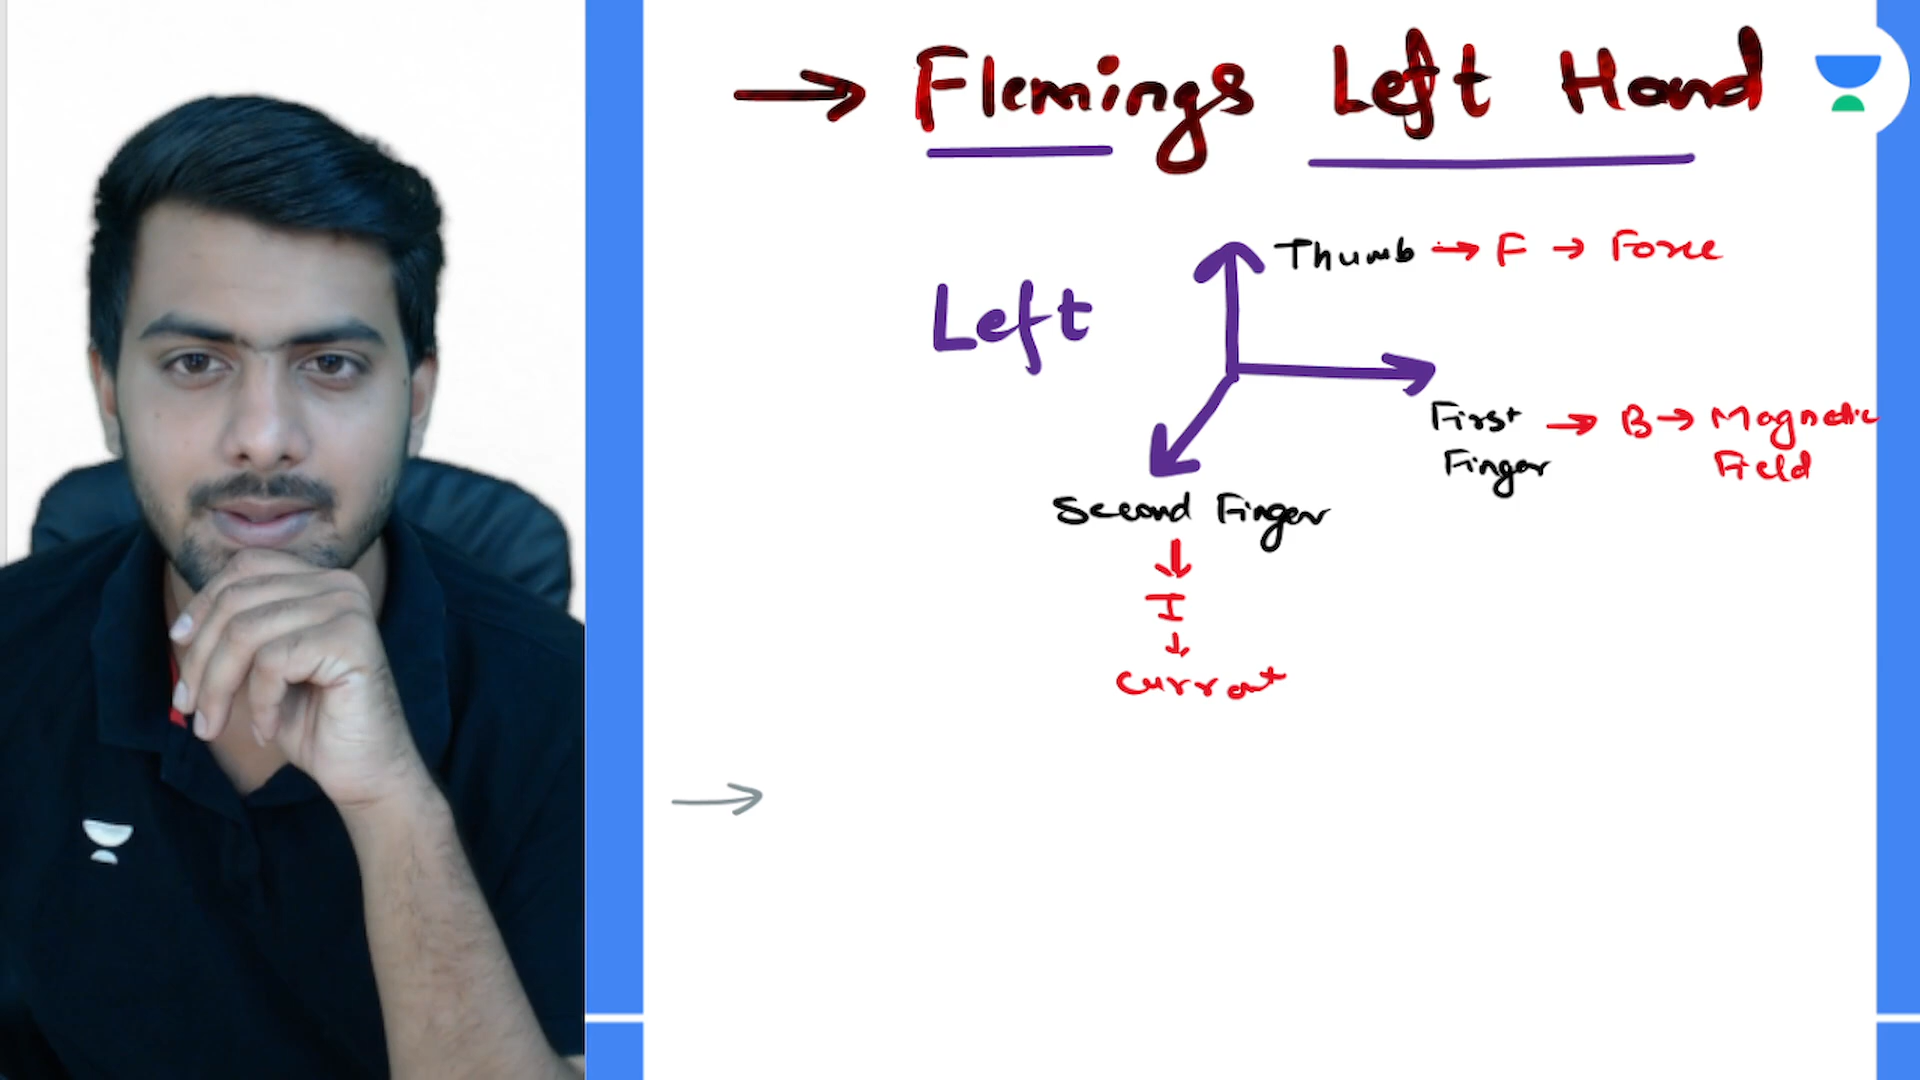 → Flemings Left Hand
Thumb → F → Force
Left
First → B → Magnetic
Finger Field
Second Finger
↓
I
↓
Current
→